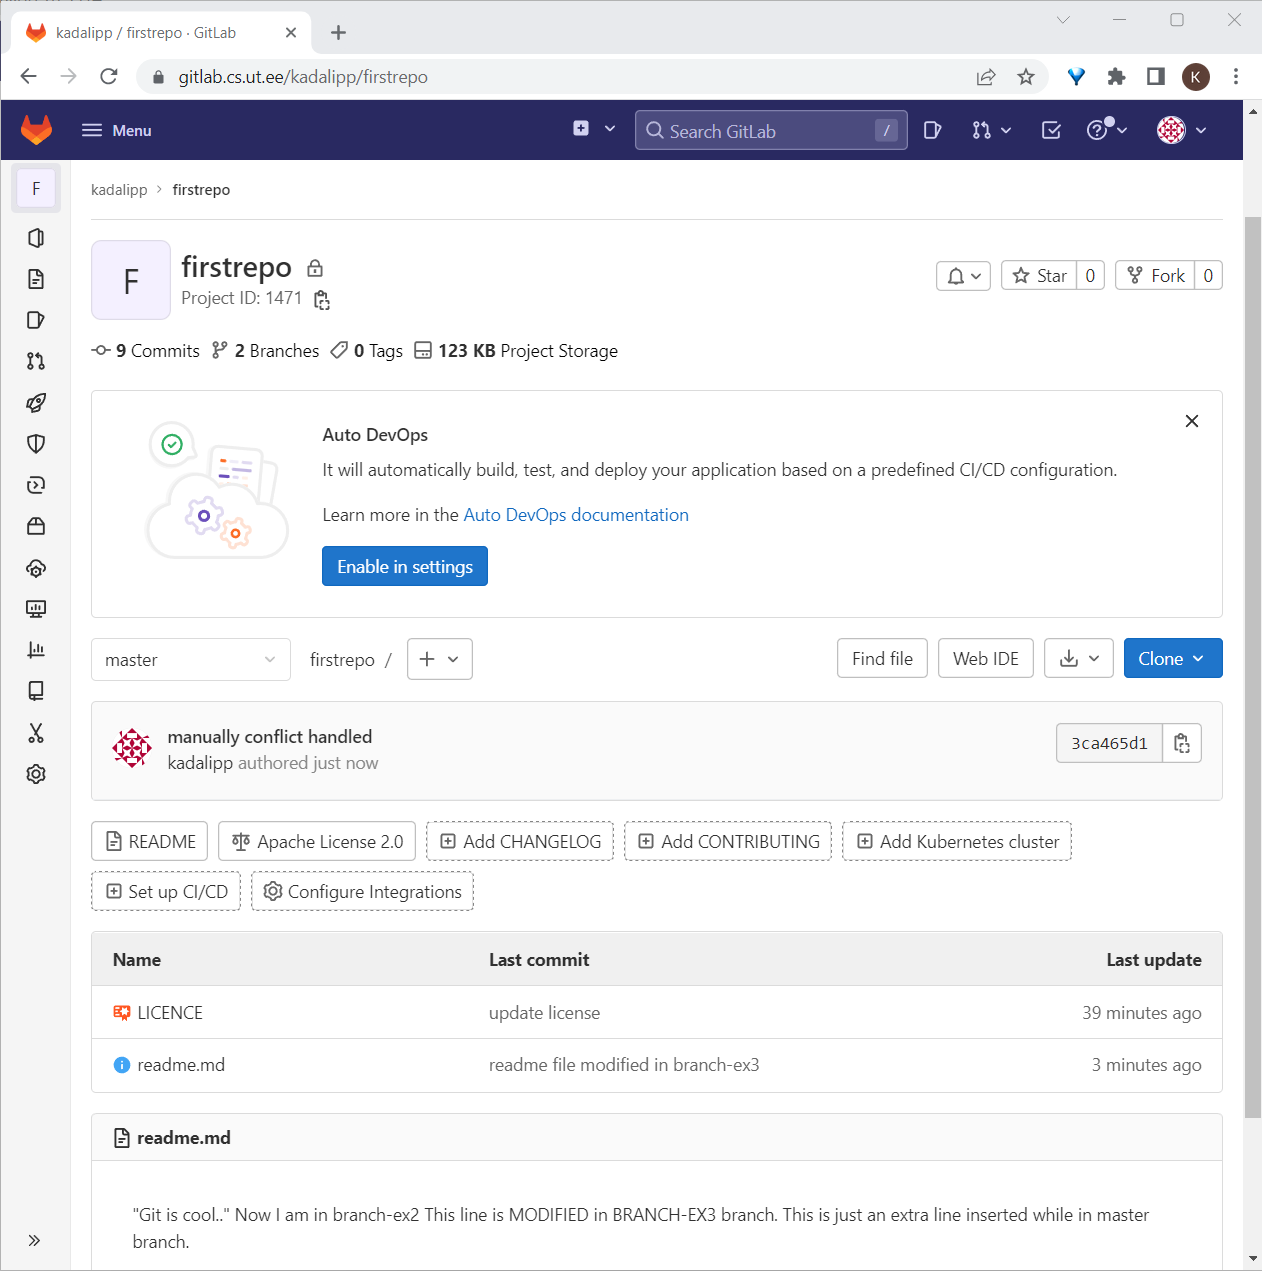 kadalipp / firstrepo · GitLab
gitlab.cs.ut.ee/kadalipp/firstrepo
K
Menu
Search GitLab /
F
kadalipp > firstrepo
F
firstrepo
Project ID: 1471
Star 0
Fork 0
9 Commits 2 Branches 0 Tags 123 KB Project Storage
Auto DevOps
It will automatically build, test, and deploy your application based on a predefined CI/CD configuration.
Learn more in the Auto DevOps documentation
Enable in settings
master
firstrepo /
Find file
Web IDE
Clone
manually conflict handled
kadalipp authored just now
3ca465d1
README
Apache License 2.0
Add CHANGELOG
Add CONTRIBUTING
Add Kubernetes cluster
Set up CI/CD
Configure Integrations
Name Last commit Last update
LICENCE update license 39 minutes ago
readme.md readme file modified in branch-ex3 3 minutes ago
readme.md
"Git is cool.." Now I am in branch-ex2 This line is MODIFIED in BRANCH-EX3 branch. This is just an extra line inserted while in master
branch.